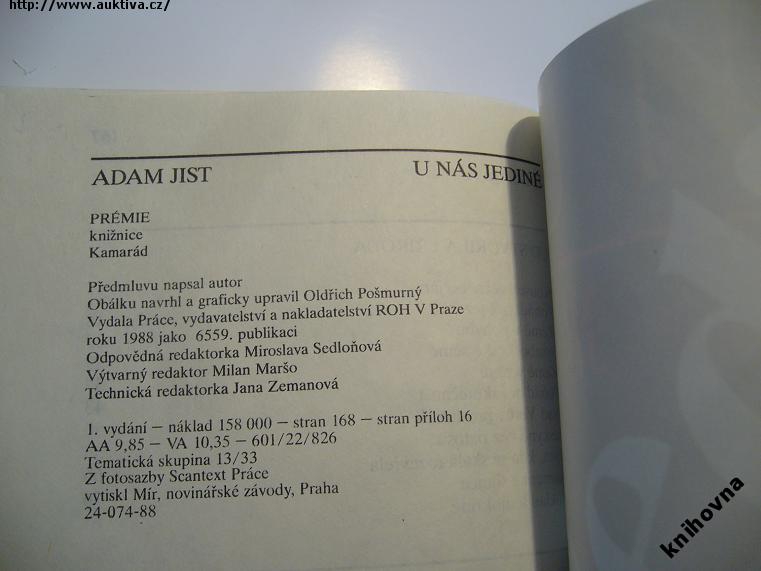 http://www.auktiva.cz/
ADAM JIST U NÁS JEDINÉ
PRÉMIE
knižnice
Kamarád
Předmluvu napsal autor
Obálku navrhl a graficky upravil Oldřich Pošmurný
Vydala Práce, vydavatelství a nakladatelství ROH V Praze
roku 1988 jako 6559. publikaci
Odpovědná redaktorka Miroslava Sedloňová
Výtvarný redaktor Milan Maršo
Technická redaktorka Jana Zemanová
1. vydání – náklad 158 000 – stran 168 – stran příloh 16
AA 9,85 – VA 10,35 – 601/22/826
Tematická skupina 13/33
Z fotosazby Scantext Práce
vytiskl Mír, novinářské závody, Praha
24-074-88
knihovna